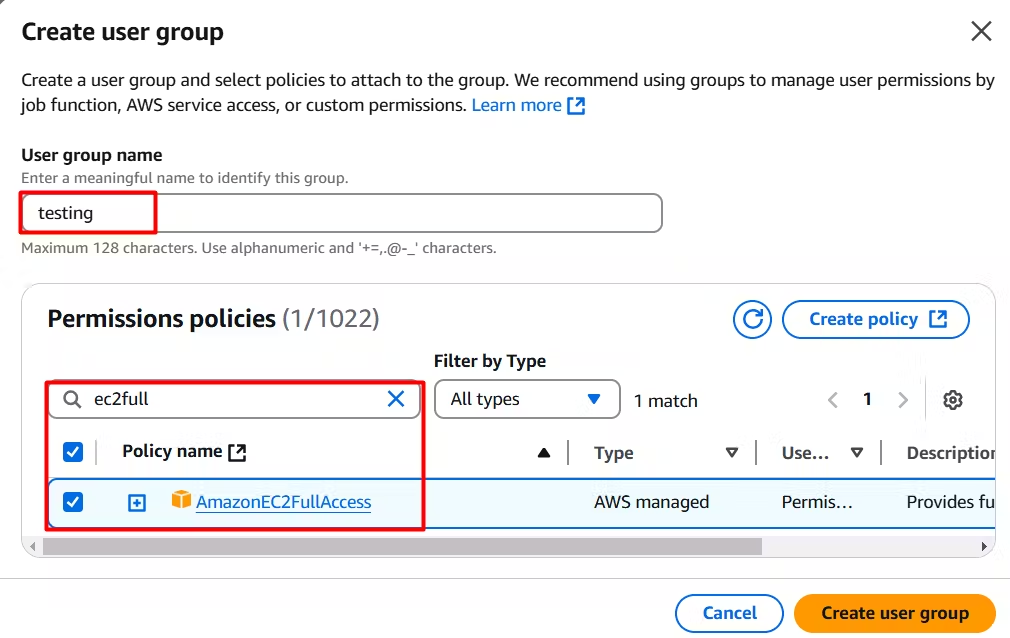 Create user group
Create a user group and select policies to attach to the group. We recommend using groups to manage user permissions by
job function, AWS service access, or custom permissions. Learn more
User group name
Enter a meaningful name to identify this group.
testing
Maximum 128 characters. Use alphanumeric and '+=,.@-_' characters.
Permissions policies (1/1022)
Create policy
Filter by Type
ec2full
All types
1 match
1
Policy name
Type
Use...
Description
AmazonEC2FullAccess
AWS managed
Permis...
Provides fu
Cancel
Create user group